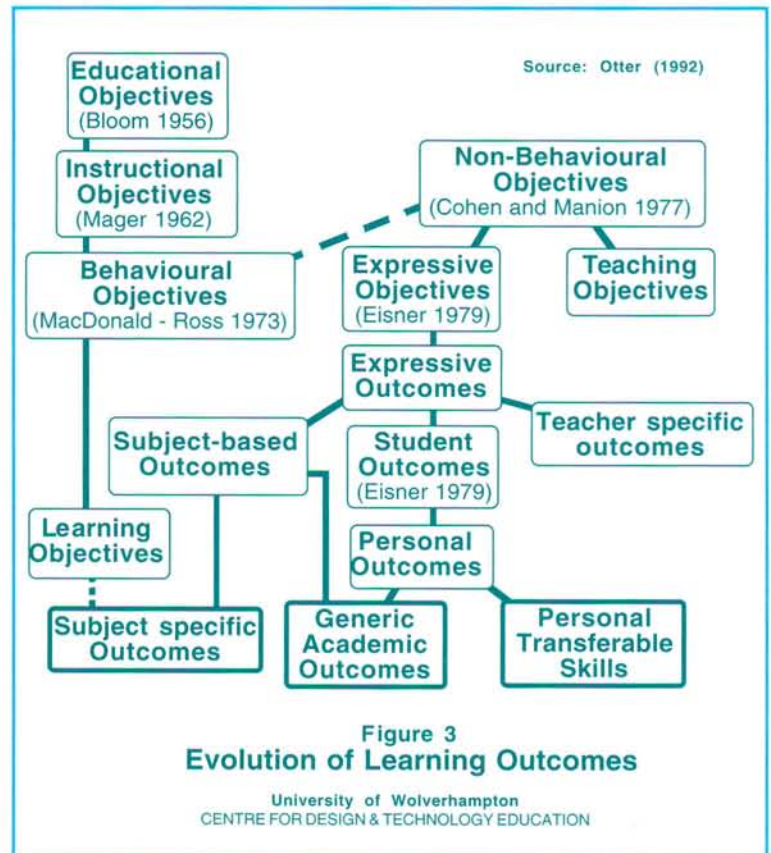 Educational
Objectives
(Bloom 1956)
Source: Otter (1992)
Instructional
Objectives
(Mager 1962)
Non-Behavioural
Objectives
(Cohen and Manion 1977)
Behavioural
Objectives
(MacDonald - Ross 1973)
Expressive
Objectives
(Eisner 1979)
Teaching
Objectives
Expressive
Outcomes
Teacher specific
outcomes
Subject-based
Outcomes
Student
Outcomes
(Eisner 1979)
Learning
Objectives
Personal
Outcomes
Subject specific
Outcomes
Generic
Academic
Outcomes
Personal
Transferable
Skills
Figure 3
Evolution of Learning Outcomes
University of Wolverhampton
CENTRE FOR DESIGN & TECHNOLOGY EDUCATION